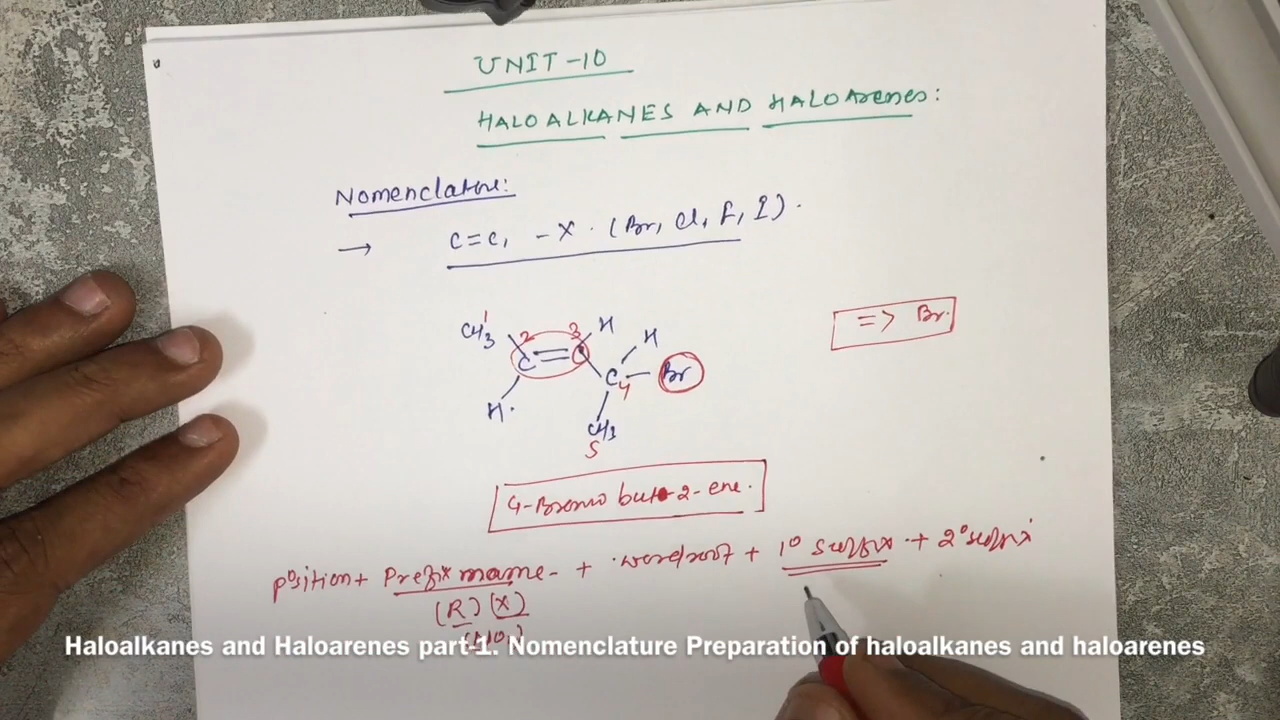 UNIT-10
HALOALKANES AND HALOArenes:
Nomenclature:
→ C=C, -X. (Br, Cl, F, I).
=> Br.
CH3 1 2 3 H H
C = C 4 Br
H. CH3
5
4-Bromo but-2-ene.
position + Prefix name - + wordroot + 1° suffix + 2° suffix
(R) (X)
Haloalkanes and Haloarenes part-1. Nomenclature Preparation of haloalkanes and haloarenes